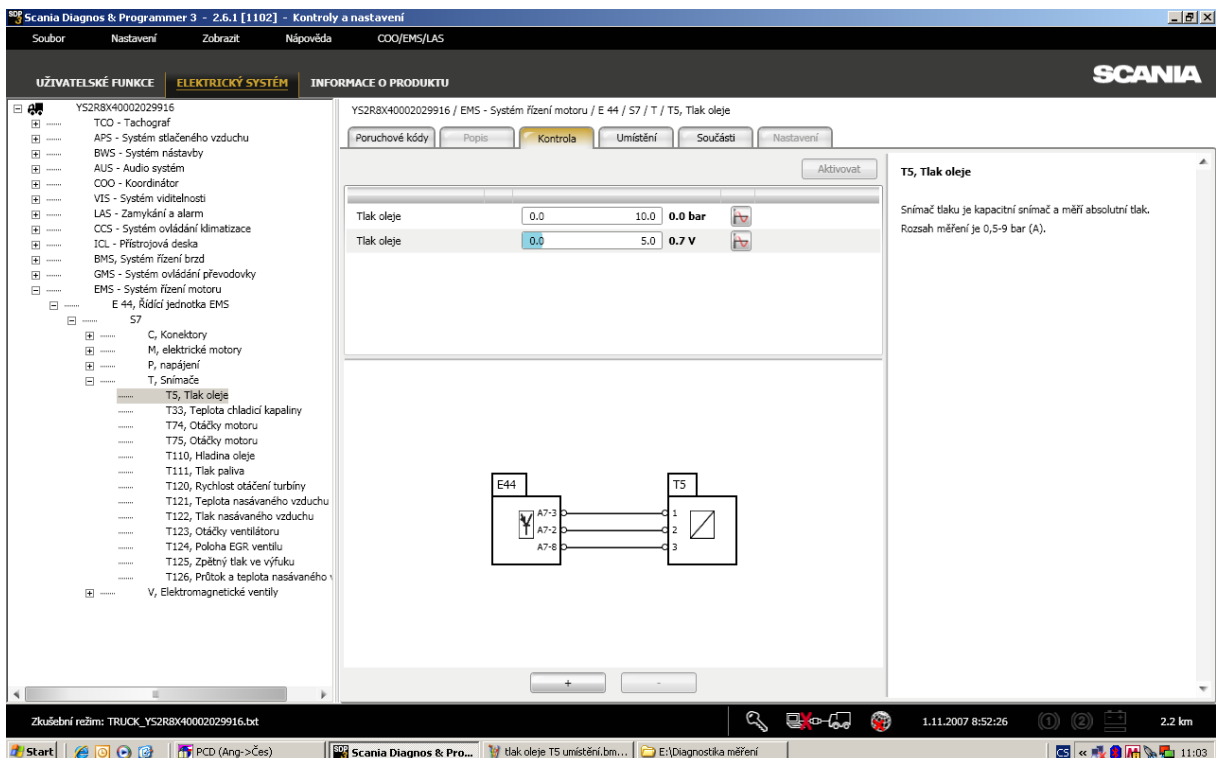 Scania Diagnos & Programmer 3 - 2.6.1 [1102] - Kontroly a nastavení
Soubor Nastavení Zobrazit Nápověda COO/EMS/LAS
UŽIVATELSKÉ FUNKCE ELEKTRICKÝ SYSTÉM INFORMACE O PRODUKTU
SCANIA
YS2R8X40002029916
TCO - Tachograf
APS - Systém stlačeného vzduchu
BWS - Systém nástavby
AUS - Audio systém
COO - Koordinátor
VIS - Systém viditelnosti
LAS - Zamykání a alarm
CCS - Systém ovládání klimatizace
ICL - Přístrojová deska
BMS, Systém řízení brzd
GMS - Systém ovládání převodovky
EMS - Systém řízení motoru
E 44, Řídící jednotka EMS
S7
C, Konektory
M, elektrické motory
P, napájení
T, Snímače
T5, Tlak oleje
T33, Teplota chladicí kapaliny
T74, Otáčky motoru
T75, Otáčky motoru
T110, Hladina oleje
T111, Tlak paliva
T120, Rychlost otáčení turbíny
T121, Teplota nasávaného vzduchu
T122, Tlak nasávaného vzduchu
T123, Otáčky ventilátoru
T124, Poloha EGR ventilu
T125, Zpětný tlak ve výfuku
T126, Průtok a teplota nasávaného v
V, Elektromagnetické ventily
YS2R8X40002029916 / EMS - Systém řízení motoru / E 44 / S7 / T / T5, Tlak oleje
Poruchové kódy Popis Kontrola Umístění Součásti Nastavení
Aktivovat
Tlak oleje 0.0 10.0 0.0 bar
Tlak oleje 0.0 5.0 0.7 V
E44 T5
A7-3 1
A7-2 2
A7-8 3
+ -
T5, Tlak oleje
Snímač tlaku je kapacitní snímač a měří absolutní tlak.
Rozsah měření je 0,5-9 bar (A).
Zkušební režim: TRUCK_YS2R8X40002029916.txt 1.11.2007 8:52:26 (1) (2) 2.2 km
Start PCD (Ang->Čes) Scania Diagnos & Pro... tlak oleje T5 umístění.bm... E:\Diagnostika měření CS « 11:03